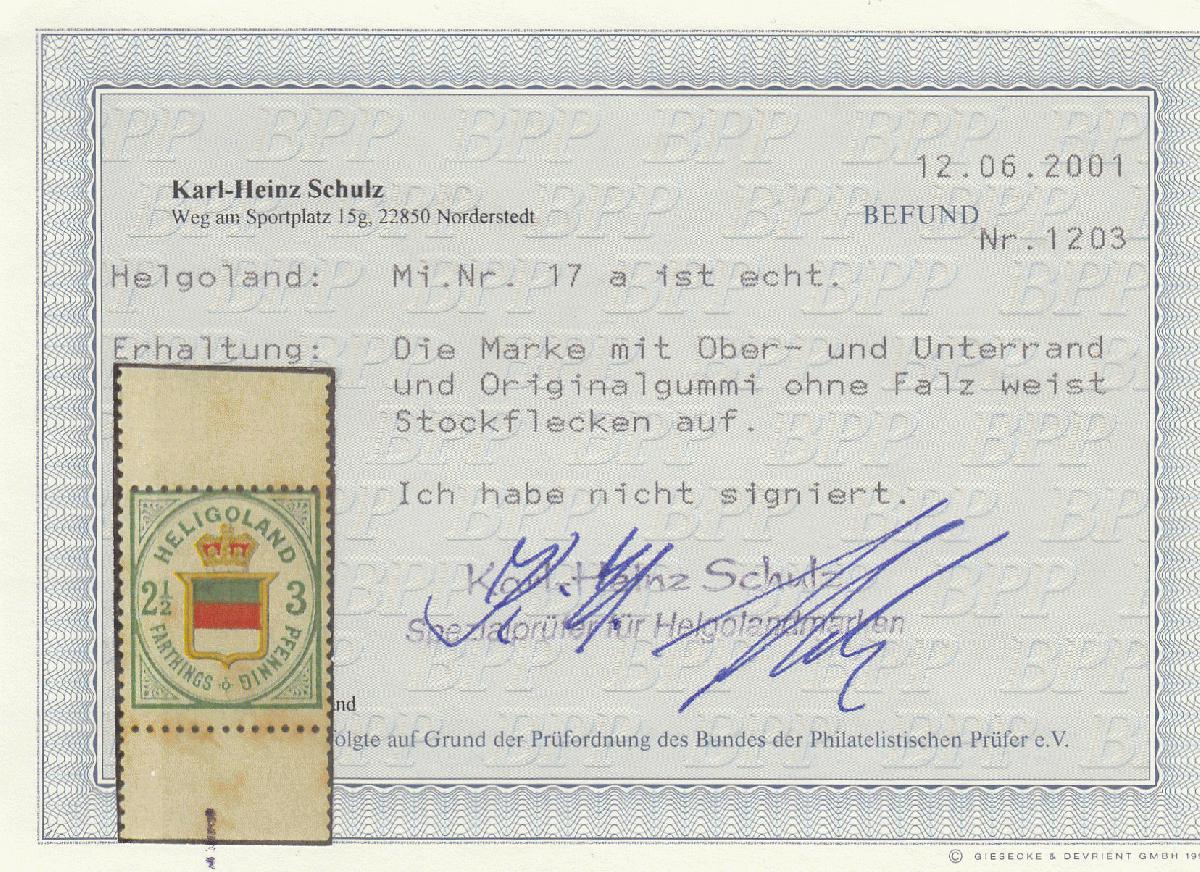 12.06.2001
Karl-Heinz Schulz
Weg am Sportplatz 15g, 22850 Norderstedt
BEFUND
Nr.1203
Helgoland: Mi.Nr. 17 a ist echt.
Erhaltung: Die Marke mit Ober- und Unterrand
und Originalgummi ohne Falz weist
Stockflecken auf.
Ich habe nicht signiert.
Karl-Heinz Schulz
Spezialprüfer für Helgolandmarken
HELIGOLAND
2½ 3
FARTHINGS PFENNIG
auf Grund der Prüfordnung des Bundes der Philatelistischen Prüfer e.V.
© GIESECKE & DEVRIENT GMBH
BPP